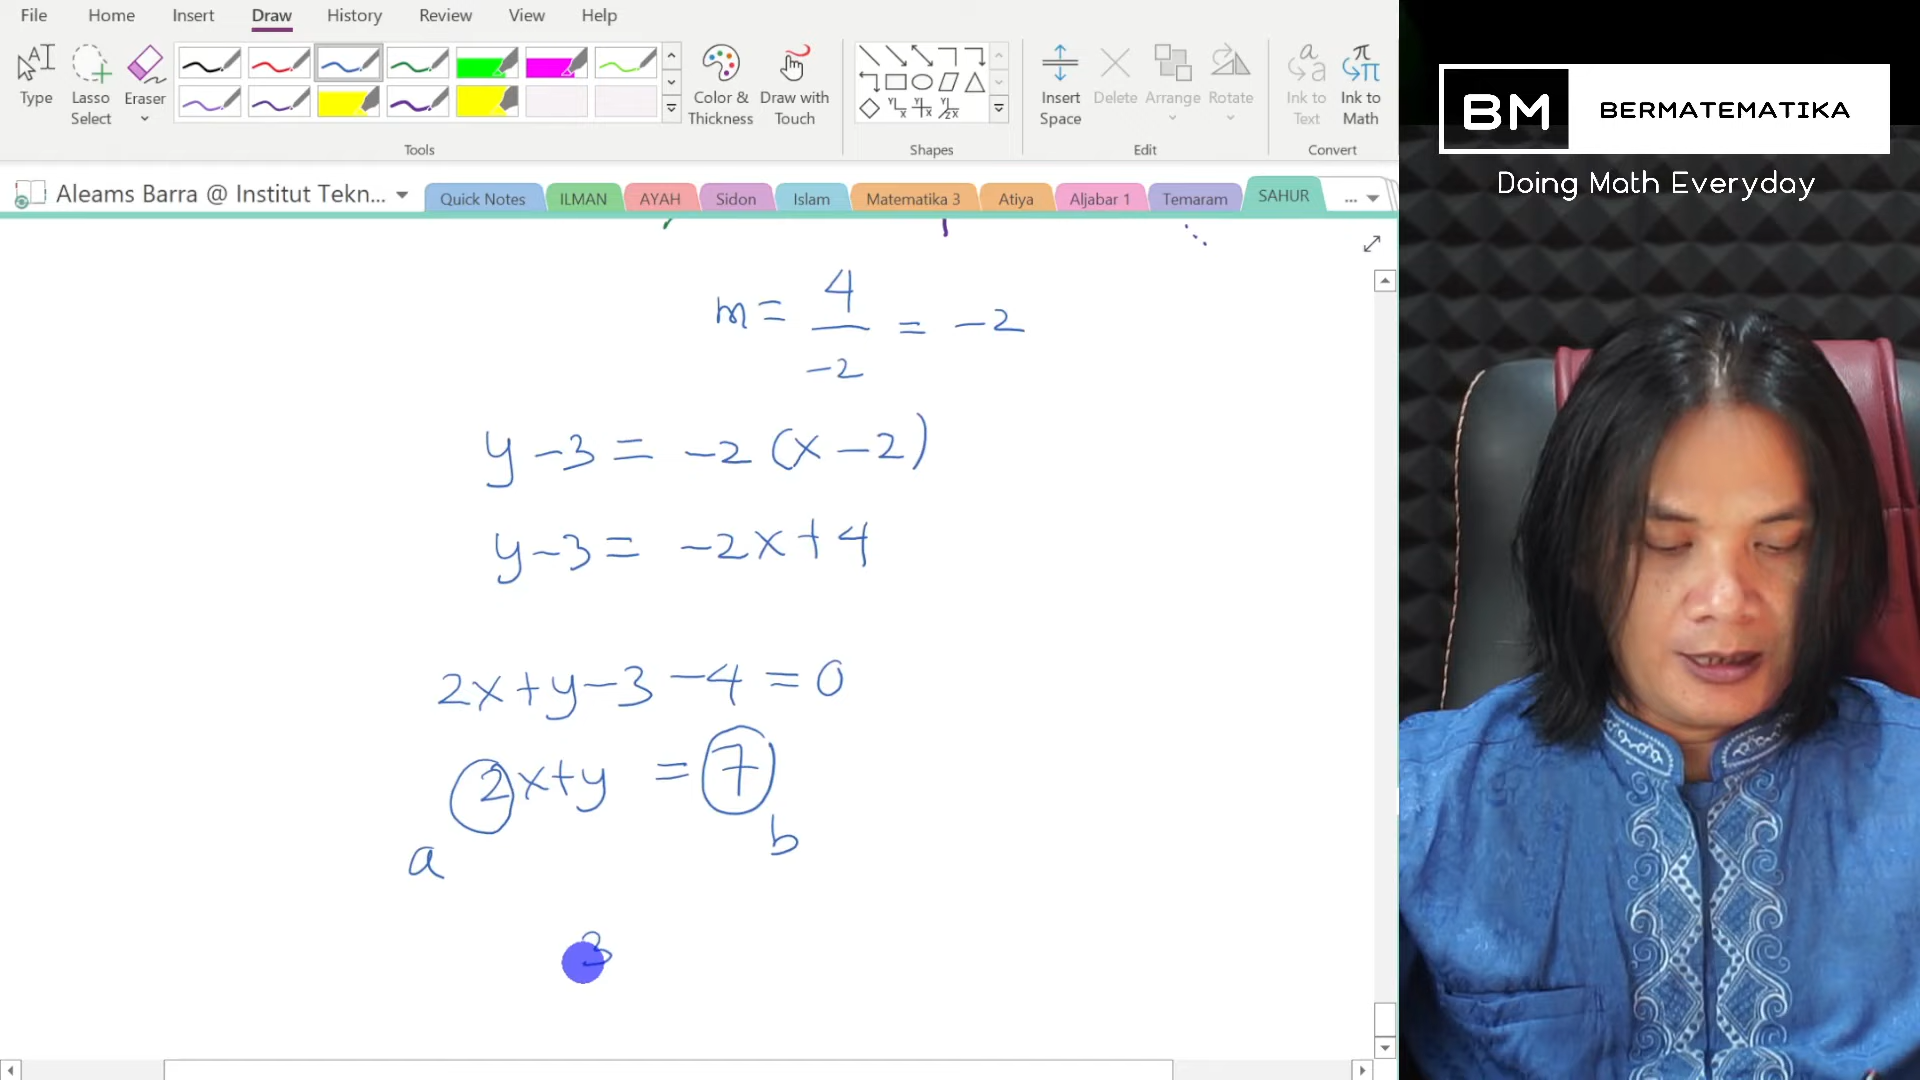 File Home Insert Draw History Review View Help
Type
Lasso Select
Eraser
Color & Thickness
Draw with Touch
Insert Space
Delete
Arrange
Rotate
Ink to Text
Ink to Math
Tools Shapes Edit Convert
Aleams Barra @ Institut Tekn... Quick Notes ILMAN AYAH Sidon Islam Matematika 3 Atiya Aljabar 1 Temaram SAHUR ...
BM BERMATEMATIKA
Doing Math Everyday
m = 4/-2 = -2
y - 3 = -2 (x - 2)
y - 3 = -2x + 4
2x + y - 3 - 4 = 0
2x + y = 7
a b